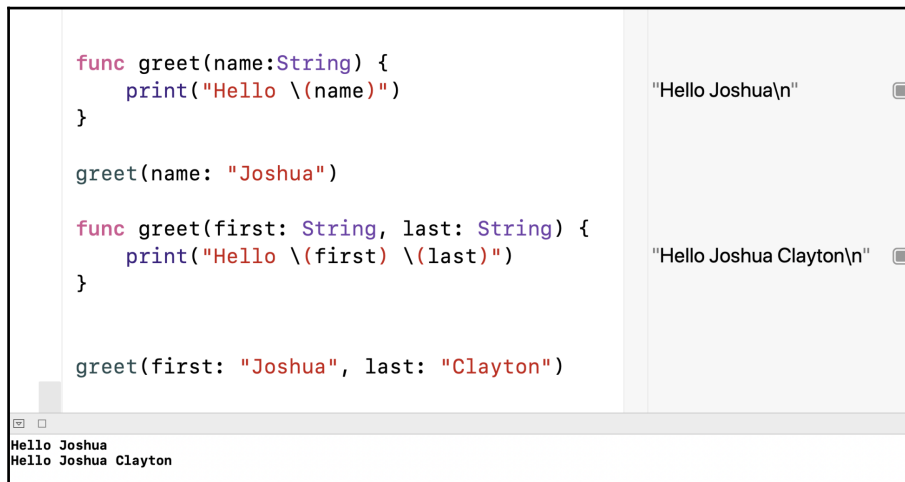 func greet(name:String) {
print("Hello \(name)")
"Hello Joshua\n"
}
greet(name: "Joshua")
func greet(first: String, last: String) {
print("Hello \(first) \(last)")
"Hello Joshua Clayton\n"
}
greet(first: "Joshua", last: "Clayton")
Hello Joshua
Hello Joshua Clayton